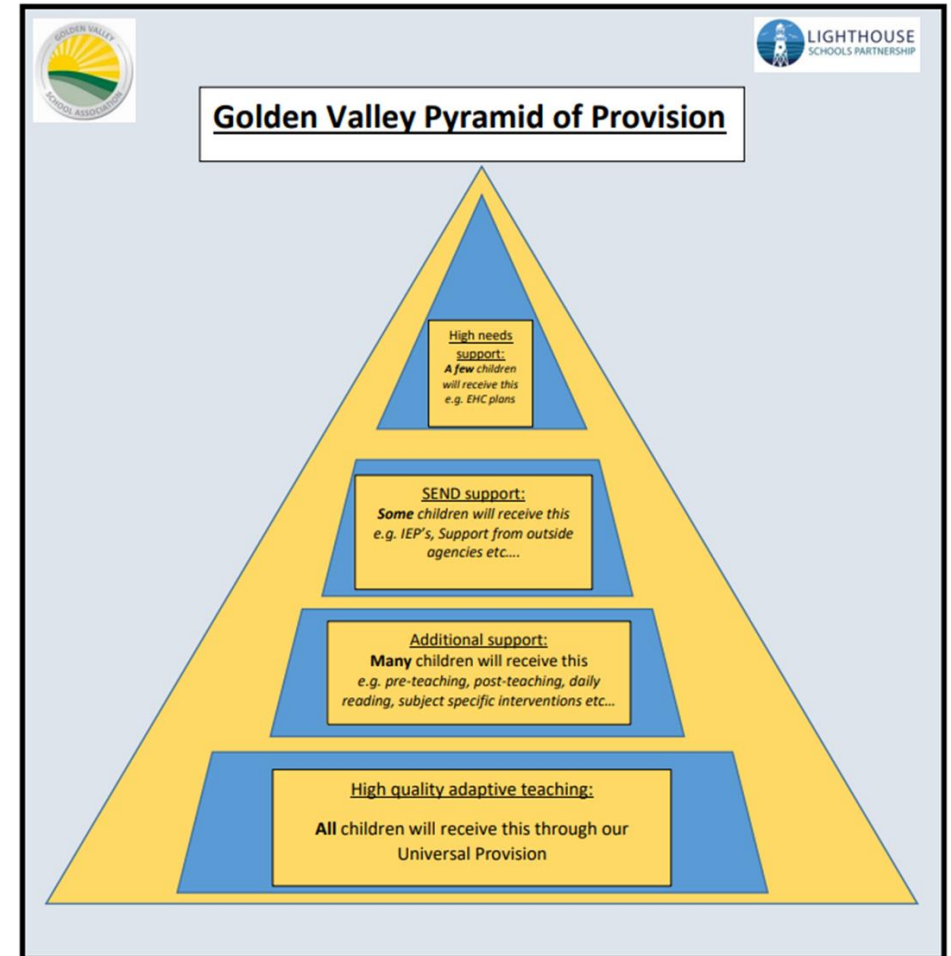 GOLDEN VALLEY
SCHOOL ASSOCIATION
LIGHTHOUSE
SCHOOLS PARTNERSHIP
Golden Valley Pyramid of Provision
High needs
support:
A few children
will receive this
e.g. EHC plans
SEND support:
Some children will receive this
e.g. IEP's, Support from outside
agencies etc....
Additional support:
Many children will receive this
e.g. pre-teaching, post-teaching, daily
reading, subject specific interventions etc...
High quality adaptive teaching:
All children will receive this through our
Universal Provision